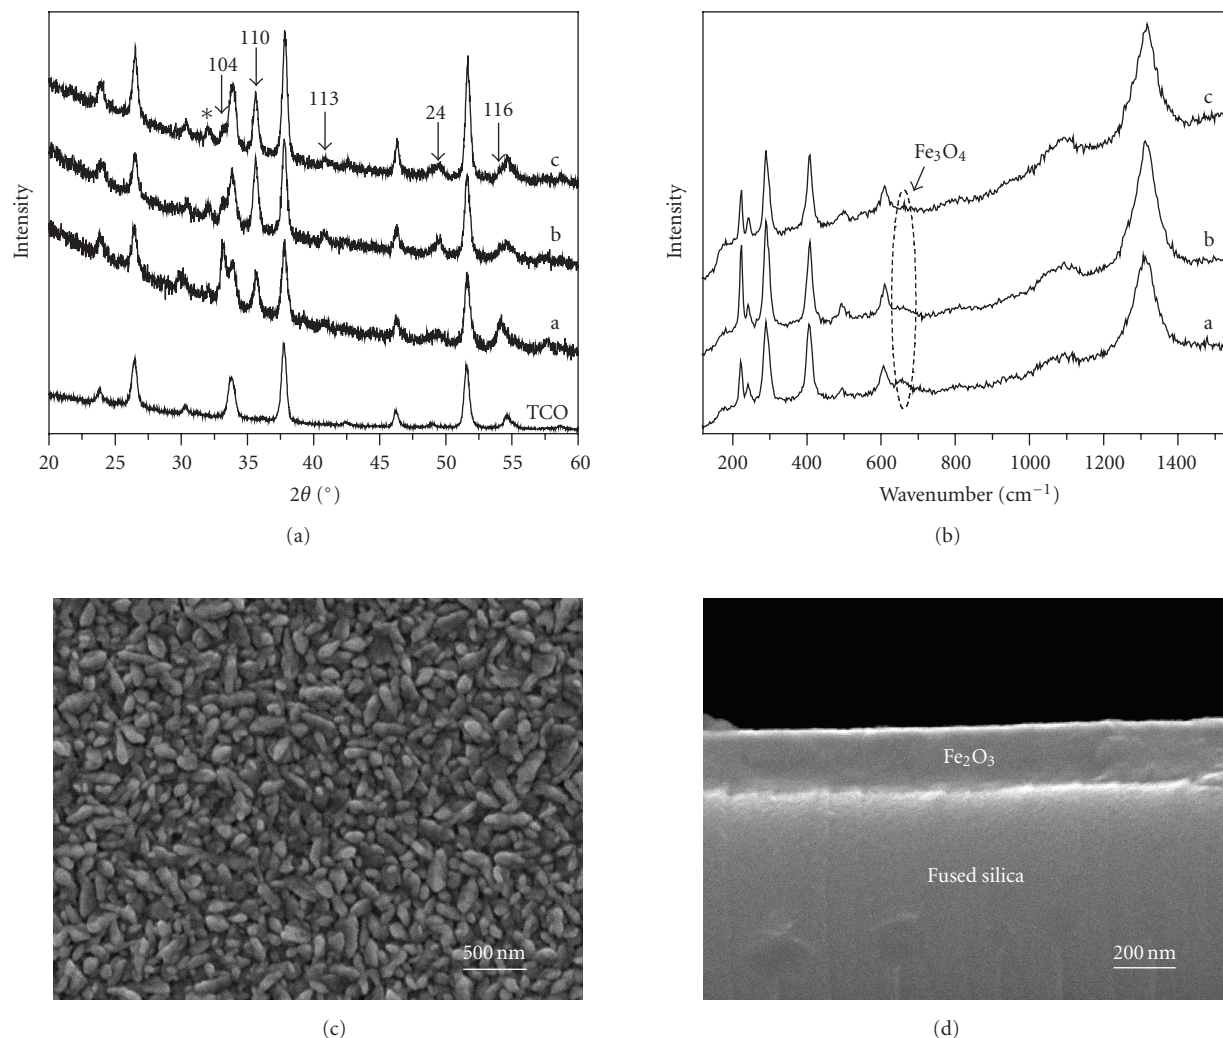 110
104
*
113
24
116
c
b
a
TCO
Intensity
20 25 30 35 40 45 50 55 60
2θ (°)
(a)
Fe₃O₄
c
b
a
Intensity
200 400 600 800 1000 1200 1400
Wavenumber (cm⁻¹)
(b)
500 nm
(c)
Fe₂O₃
Fused silica
200 nm
(d)